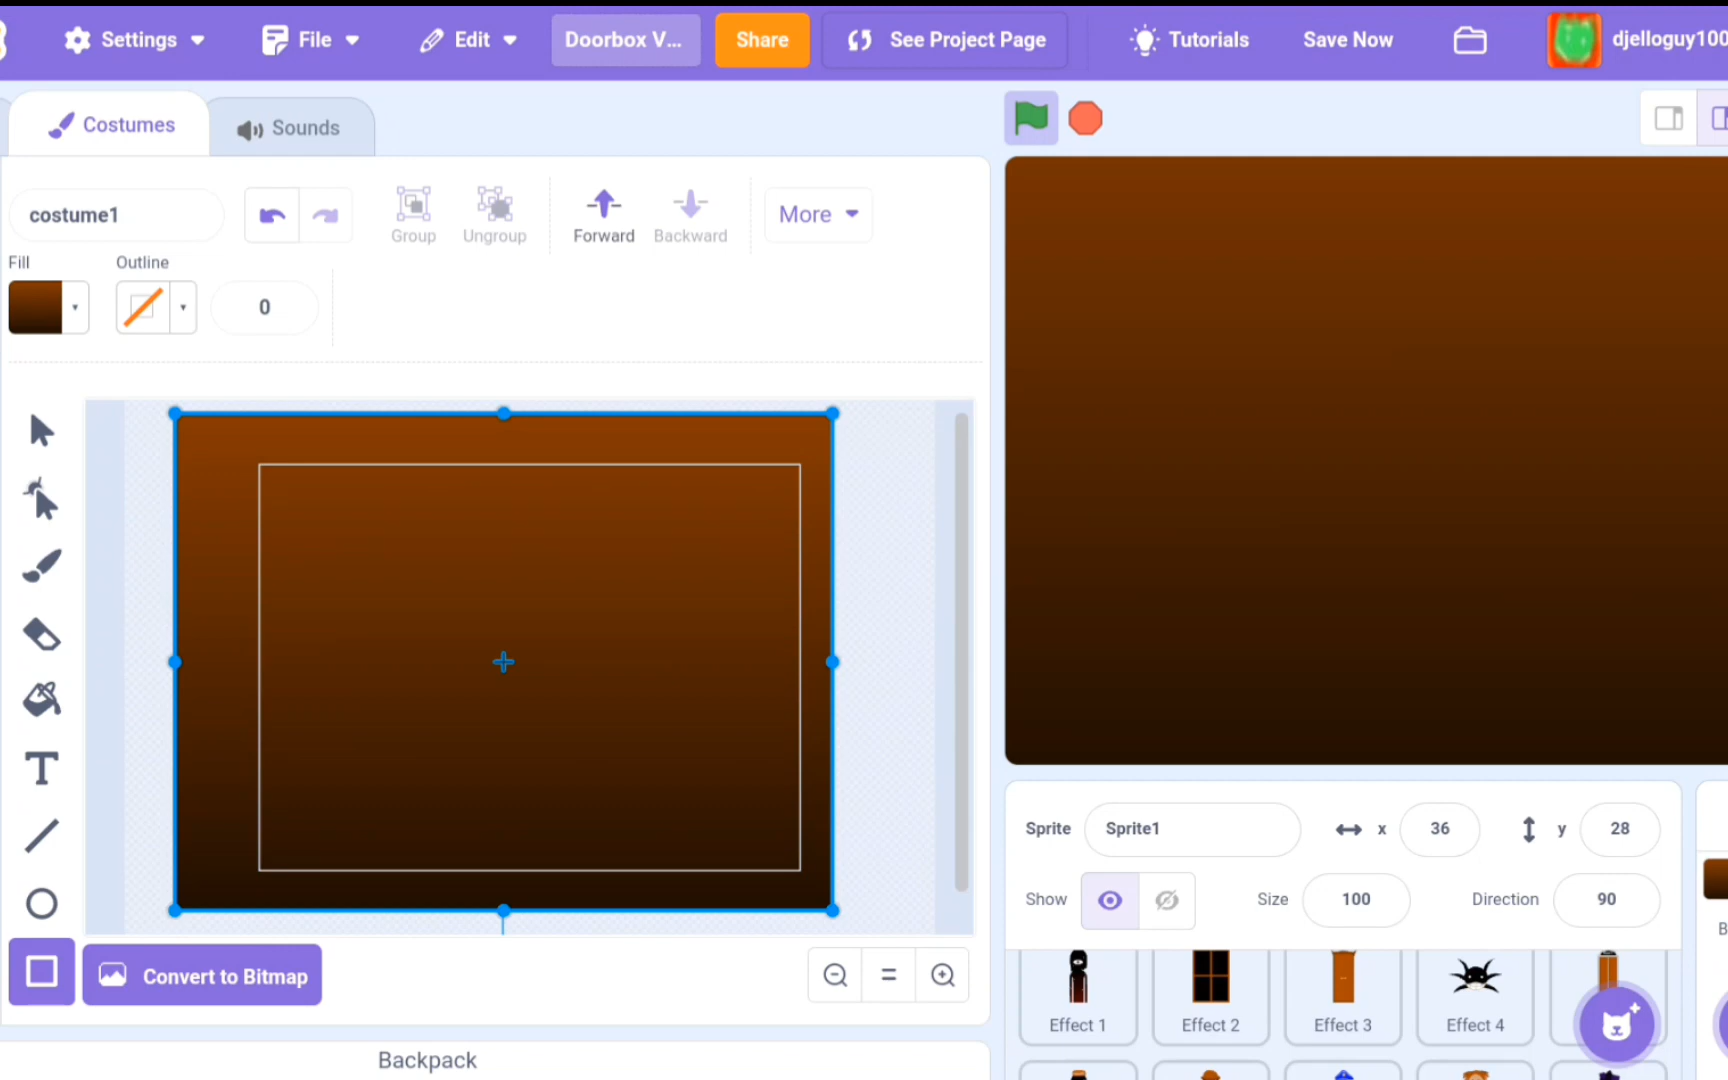 Settings File Edit Doorbox V... Share See Project Page Tutorials Save Now djelloguy100
Costumes Sounds
costume1
Group Ungroup Forward Backward More
Fill Outline
0
Convert to Bitmap
Backpack
Sprite Sprite1 x 36 y 28
Show Size 100 Direction 90
Effect 1 Effect 2 Effect 3 Effect 4